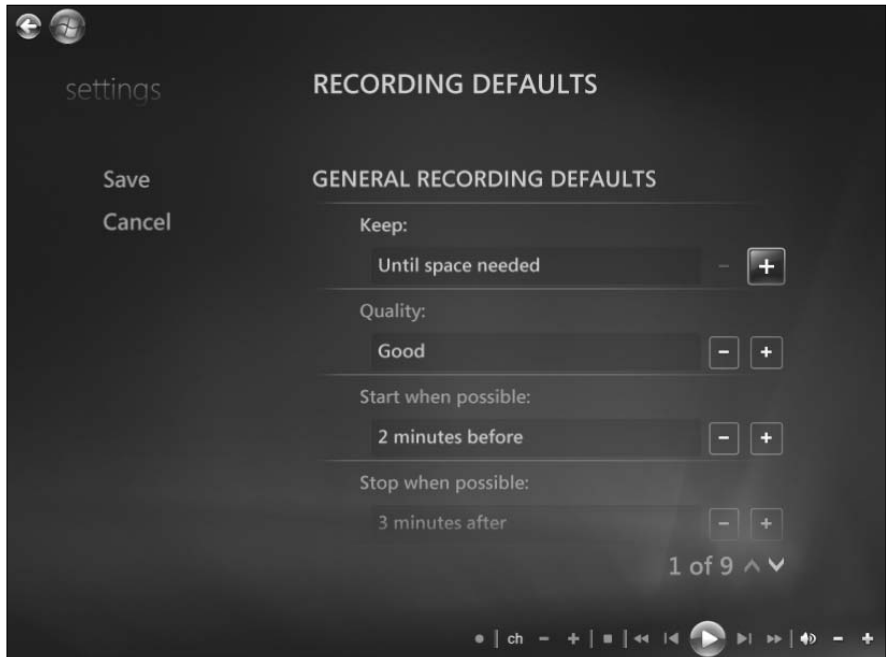 settings
RECORDING DEFAULTS
Save
Cancel
GENERAL RECORDING DEFAULTS
Keep:
Until space needed - +
Quality:
Good - +
Start when possible:
2 minutes before - +
Stop when possible:
3 minutes after - +
1 of 9
ch - + - +